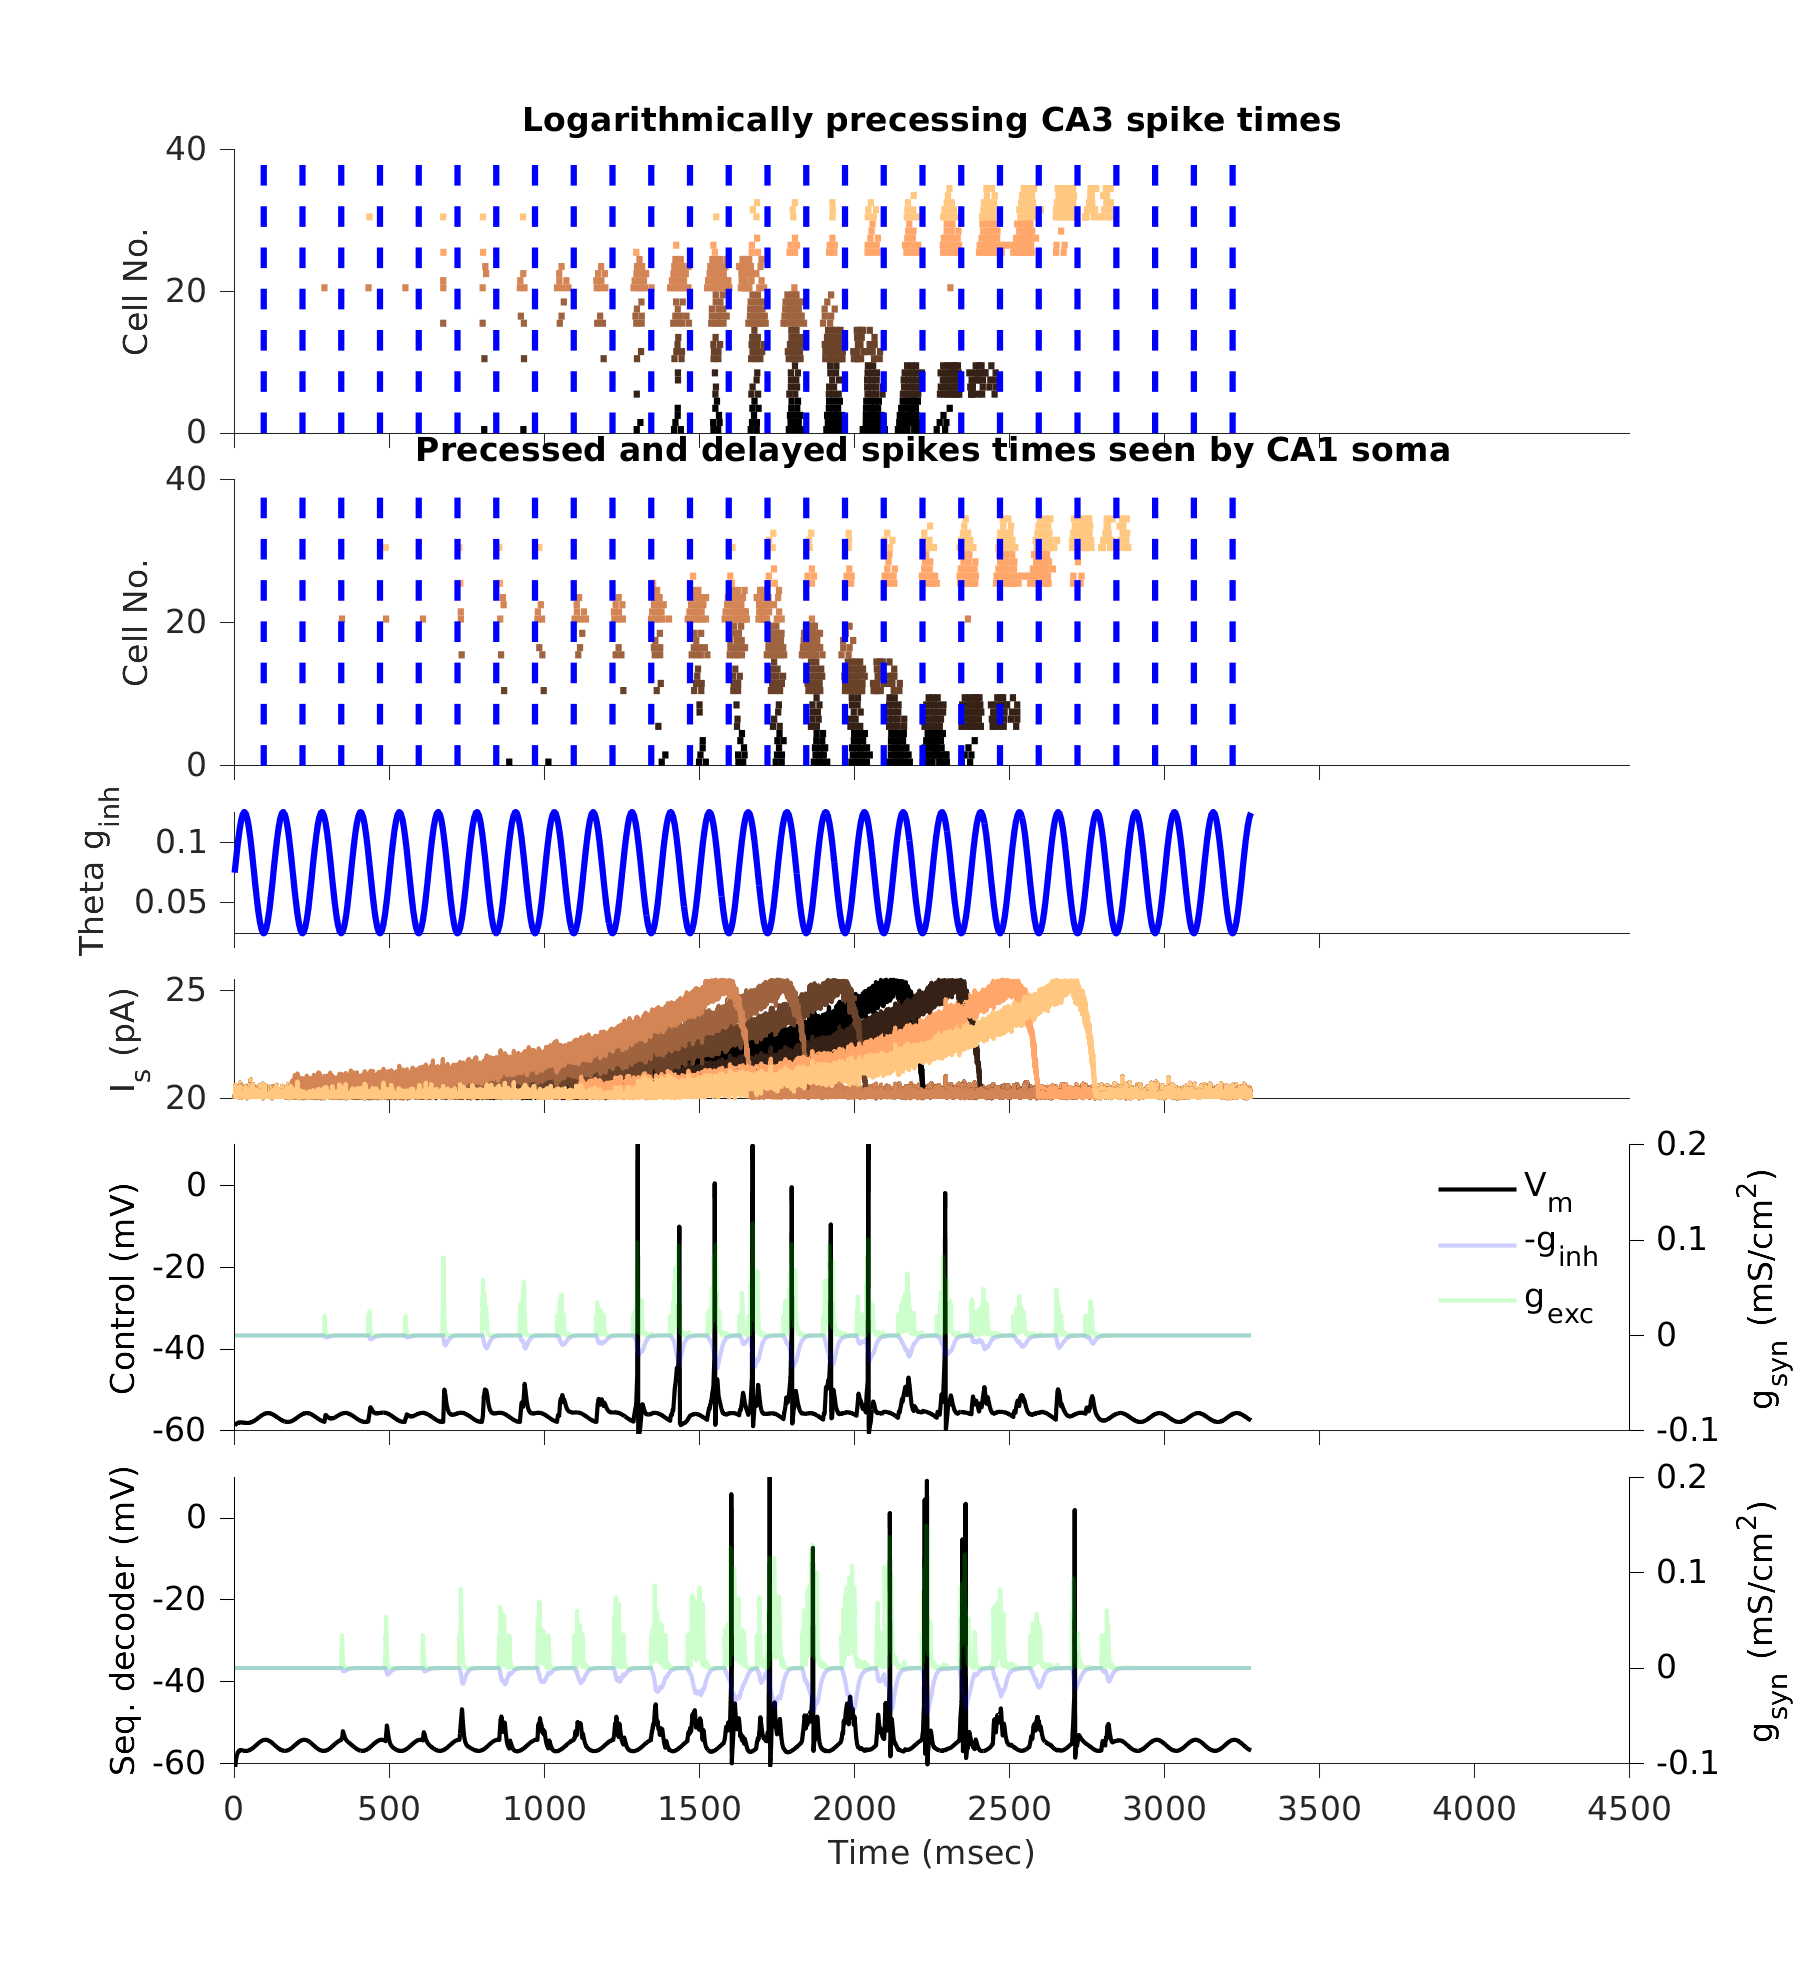 Logarithmically precessing CA3 spike times
40
20
0
Cell No.
Precessed and delayed spikes times seen by CA1 soma
40
20
0
Cell No.
0.1
0.05
Theta g_inh
25
20
I_s (pA)
0
-20
-40
-60
Control (mV)
V_m
-g_inh
g_exc
0.2
0.1
0
-0.1
g_syn (mS/cm^2)
0
-20
-40
-60
Seq. decoder (mV)
0.2
0.1
0
-0.1
g_syn (mS/cm^2)
0 500 1000 1500 2000 2500 3000 3500 4000 4500
Time (msec)